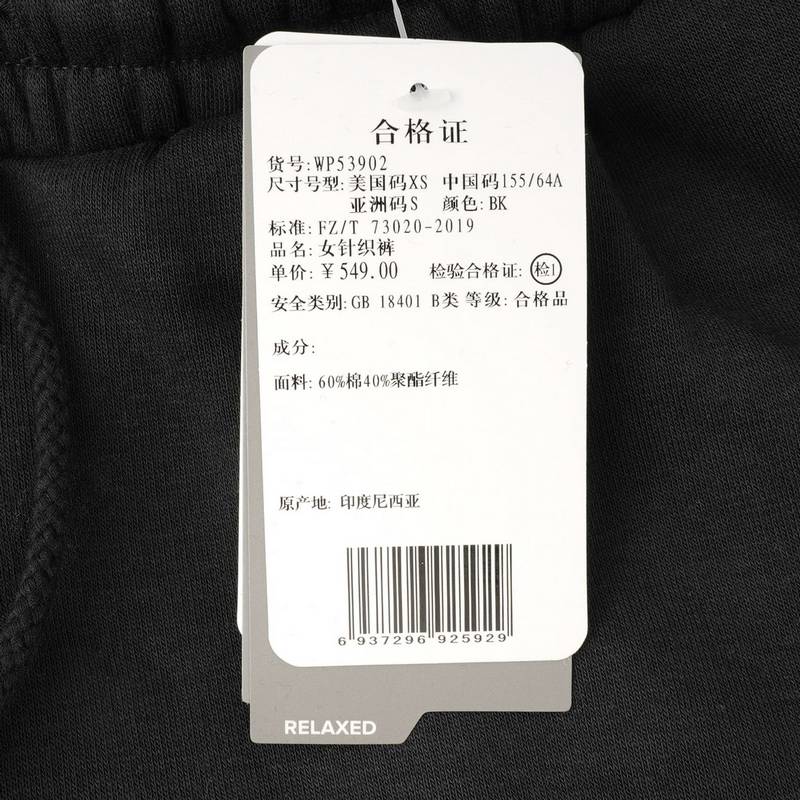 合格证
货号:WP53902
尺寸号型:美国码XS 中国码155/64A
亚洲码S 颜色:BK
标准:FZ/T 73020-2019
品名:女针织裤
单价:￥549.00 检验合格证:检1
安全类别:GB 18401 B类 等级:合格品
成分:
面料:60%棉40%聚酯纤维
原产地:印度尼西亚
6 937296 925929
RELAXED